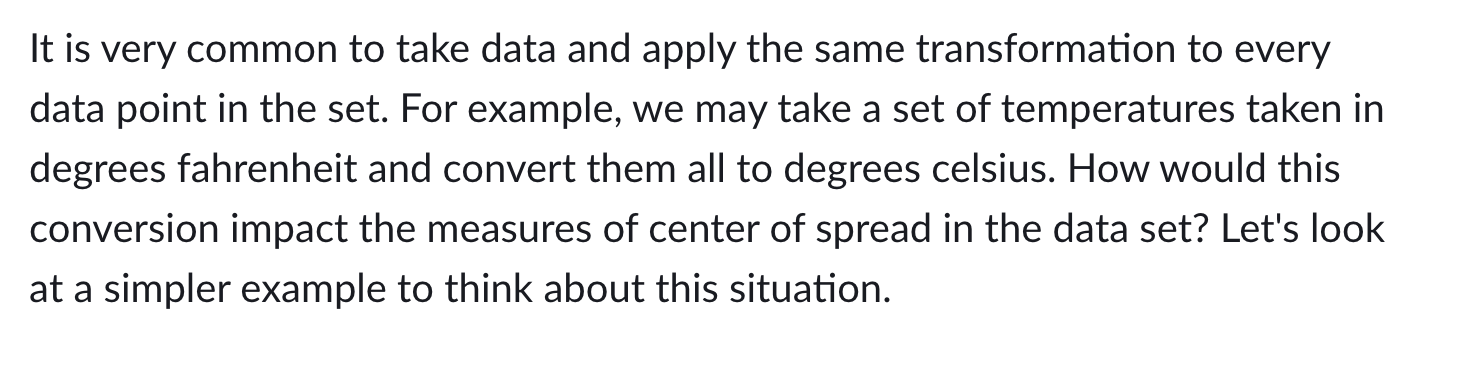 It is very common to take data and apply the same transformation to every
data point in the set. For example, we may take a set of temperatures taken in
degrees fahrenheit and convert them all to degrees celsius. How would this
conversion impact the measures of center of spread in the data set? Let's look
at a simpler example to think about this situation.